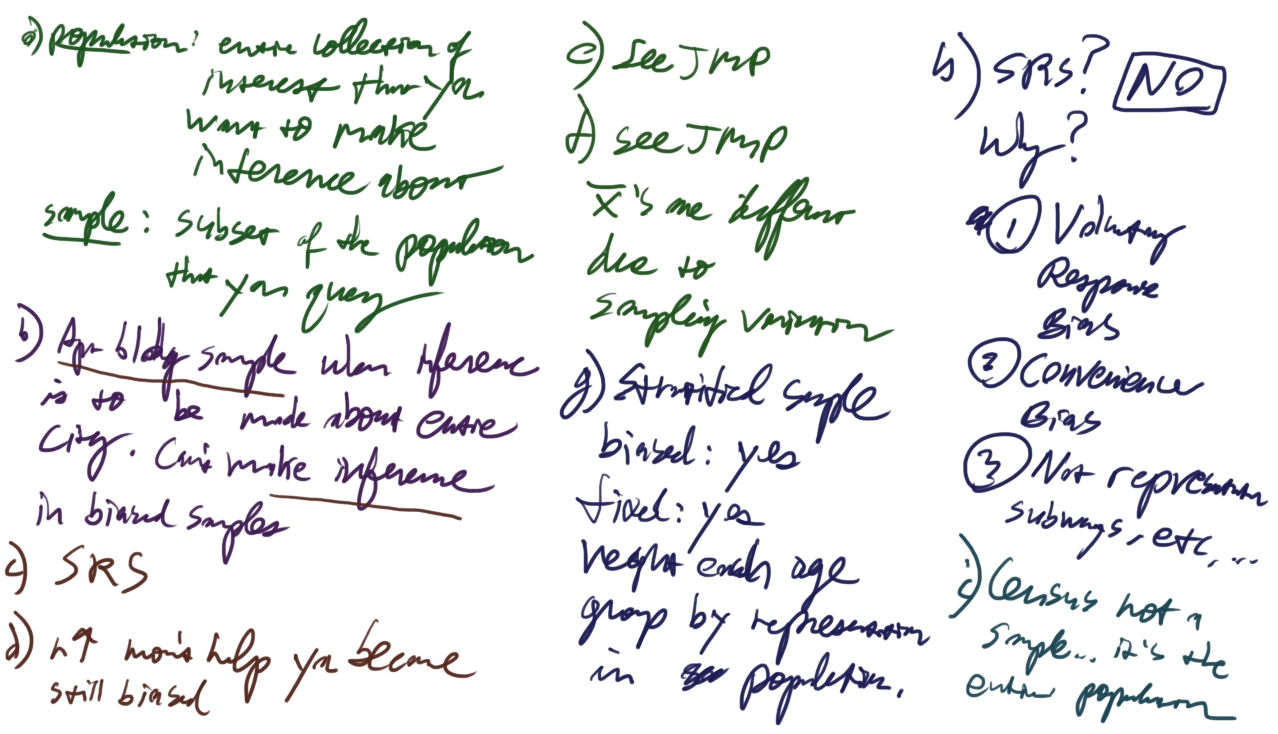 a) population: entire collection of
interest that you
want to make
inference about
sample: subset of the population
that you query
b) Apt bldg sample when inference
is to be made about entire
city. Can't make inference
in biased samples
c) SRS
d) n↑ won't help you because
still biased
e) see JMP
f) see JMP
x̄'s are different
due to
sampling variation
g) Stratified sample
biased: yes
fixed: yes
weight each age
group by representation
in population.
h) SRS? NO
Why?
① Voluntary
Response
Bias
② Convenience
Bias
③ Not representative
subways, etc, ...
i) Census not a
sample... it's the
entire population